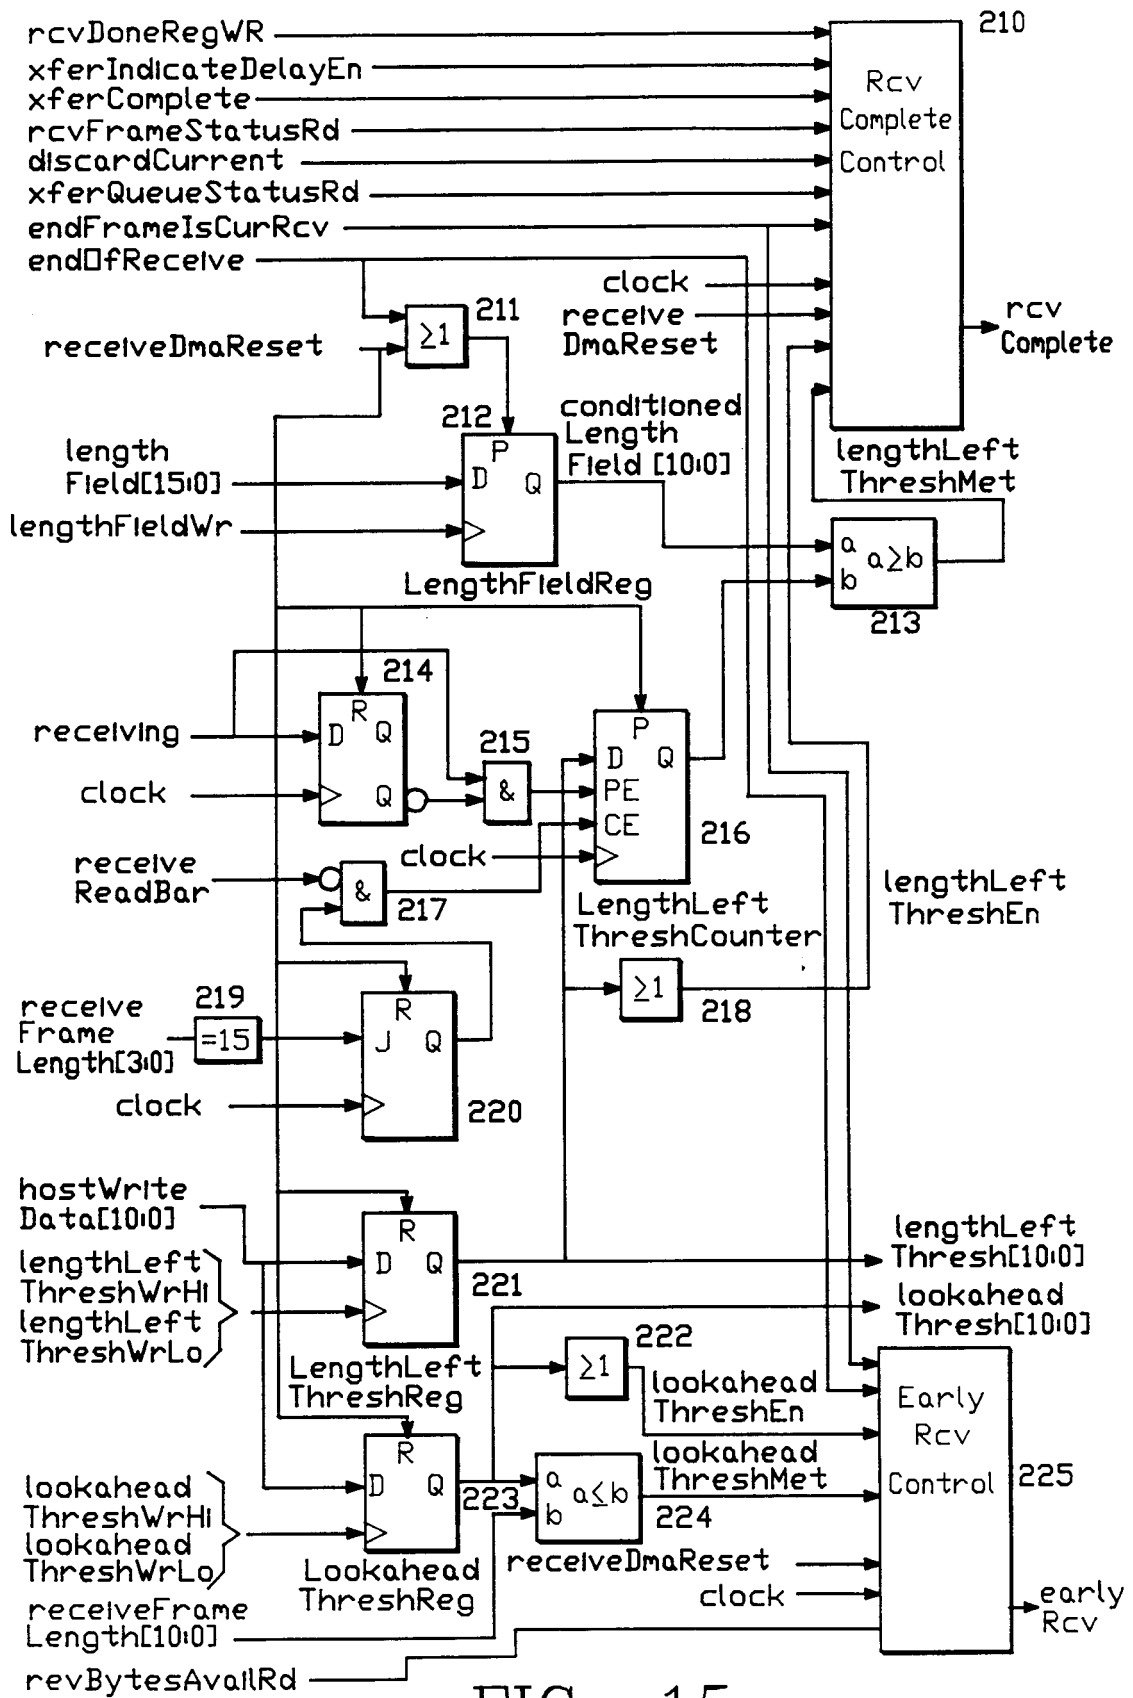 210
rcvDoneRegWR
xferIndicateDelayEn
xferComplete
rcvFrameStatusRd
discardCurrent
xferQueueStatusRd
endFrameIsCurRcv
endOfReceive
Rcv
Complete
Control
clock
receive
DmaReset
rcv
Complete
receiveDmaReset
≥1
211
212
conditioned
Length
Field [10:0]
length
Field[15:0]
lengthFieldWr
P
D
Q
LengthFieldReg
lengthLeft
ThreshMet
a
b
a≥b
213
214
receiving
clock
R
D
Q
Q
215
&
P
D
Q
PE
CE
clock
216
LengthLeft
ThreshCounter
receive
ReadBar
&
217
lengthLeft
ThreshEn
≥1
218
receive
Frame
Length[3:0]
219
=15
R
J
Q
clock
220
hostWrite
Data[10:0]
lengthLeft
ThreshWrHi
lengthLeft
ThreshWrLo
R
D
Q
221
LengthLeft
ThreshReg
lengthLeft
Thresh[10:0]
lookahead
Thresh[10:0]
≥1
222
lookahead
ThreshEn
lookahead
ThreshMet
R
D
Q
223
a
b
a≤b
224
lookahead
ThreshWrHi
lookahead
ThreshWrLo
Lookahead
ThreshReg
Early
Rcv
Control
225
receiveDmaReset
clock
early
Rcv
receiveFrame
Length[10:0]
revBytesAvailRd
FIG. 15